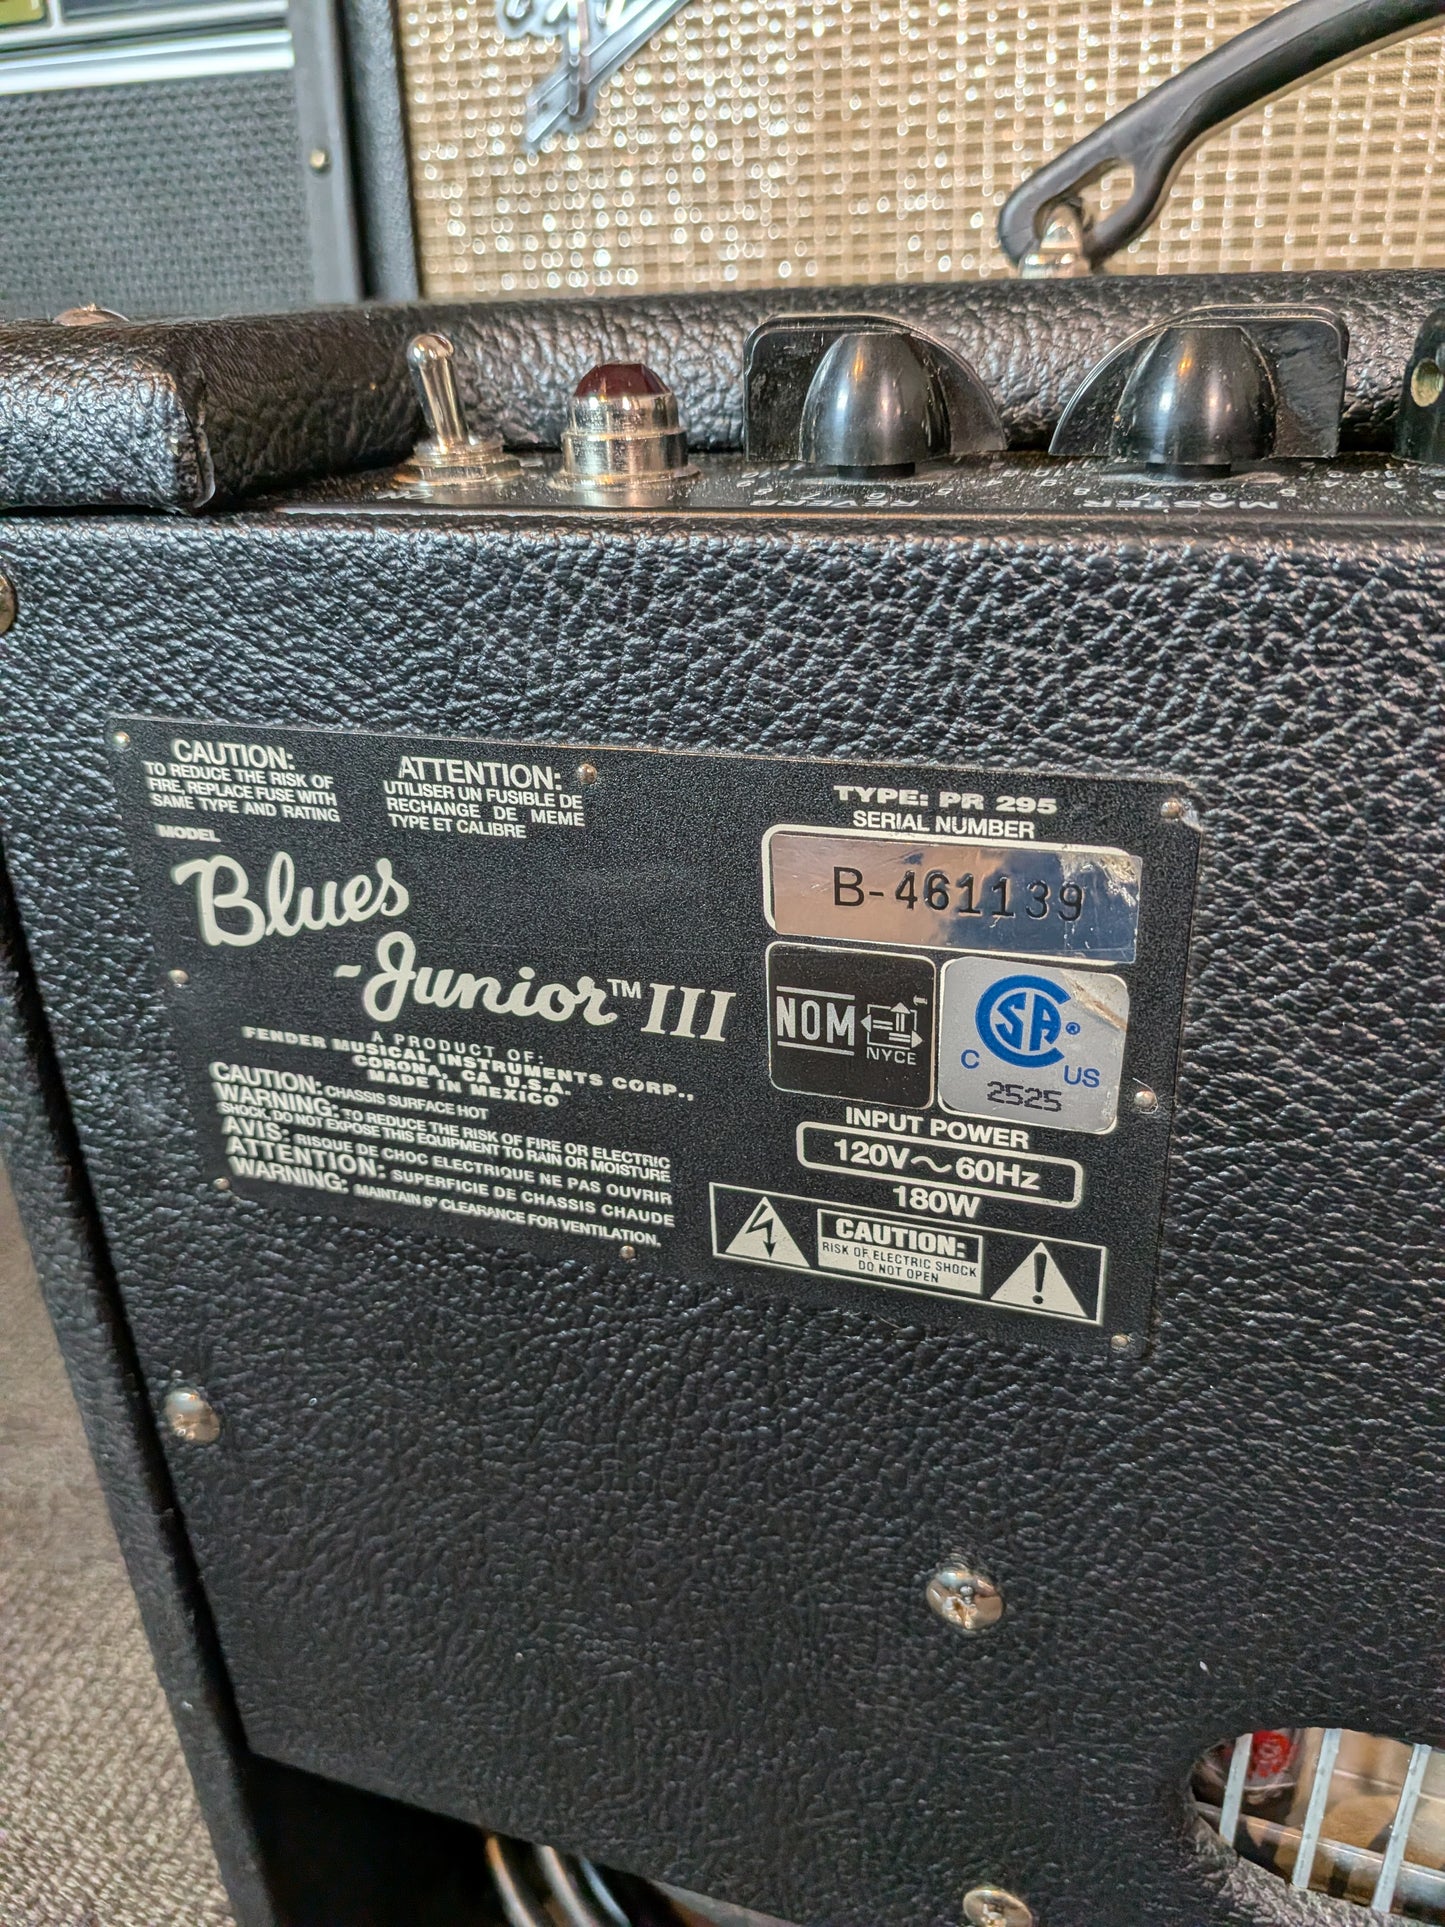 REVERB
MASTER
CAUTION:
TO REDUCE THE RISK OF
FIRE, REPLACE FUSE WITH
SAME TYPE AND RATING
ATTENTION:
UTILISER UN FUSIBLE DE
RECHANGE DE MEME
TYPE ET CALIBRE
MODEL
Blues
Junior™ III
A PRODUCT OF:
FENDER MUSICAL INSTRUMENTS CORP.,
CORONA, CA U.S.A.
MADE IN MEXICO
CAUTION: CHASSIS SURFACE HOT
WARNING: TO REDUCE THE RISK OF FIRE OR ELECTRIC
SHOCK, DO NOT EXPOSE THIS EQUIPMENT TO RAIN OR MOISTURE
AVIS: RISQUE DE CHOC ELECTRIQUE NE PAS OUVRIR
ATTENTION: SUPERFICIE DE CHASSIS CHAUDE
WARNING: MAINTAIN 6" CLEARANCE FOR VENTILATION.
TYPE: PR 295
SERIAL NUMBER
B-461139
NOM
NYCE
CSA®
C US
2525
INPUT POWER
120V～60Hz
180W
CAUTION:
RISK OF ELECTRIC SHOCK
DO NOT OPEN